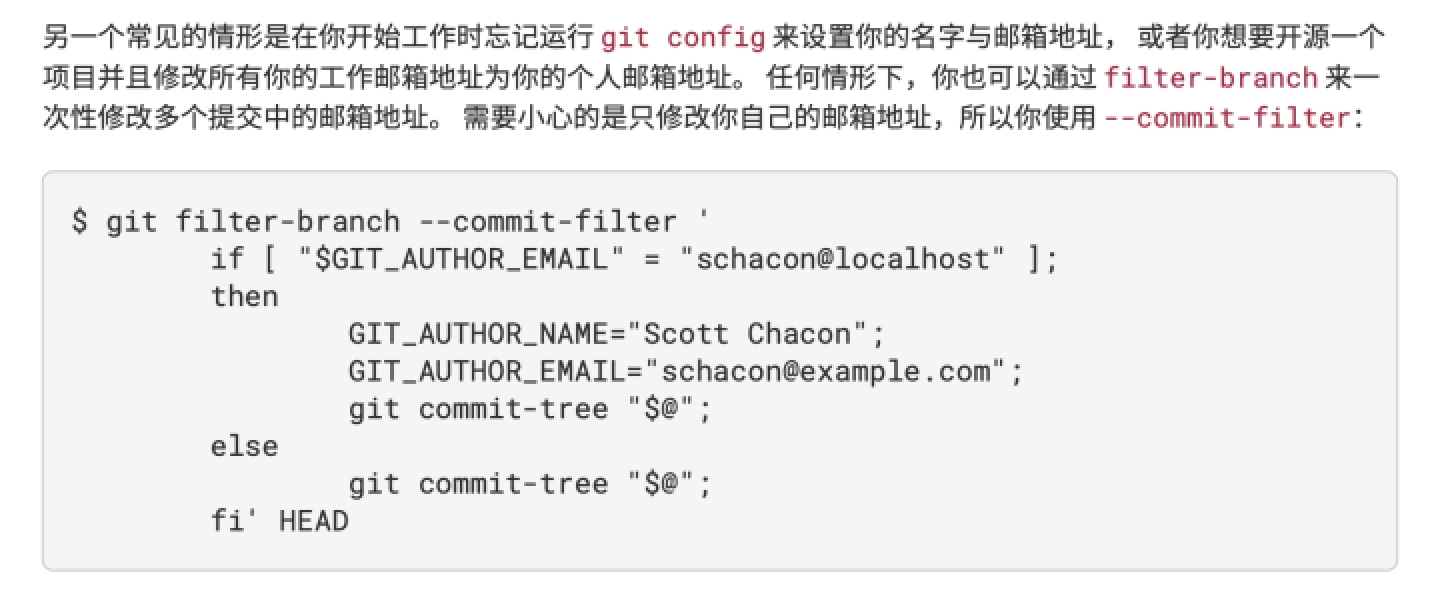 另一个常见的情形是在你开始工作时忘记运行 git config 来设置你的名字与邮箱地址， 或者你想要开源一个
项目并且修改所有你的工作邮箱地址为你的个人邮箱地址。 任何情形下，你也可以通过 filter-branch 来一
次性修改多个提交中的邮箱地址。 需要小心的是只修改你自己的邮箱地址，所以你使用 --commit-filter：
$ git filter-branch --commit-filter '
        if [ "$GIT_AUTHOR_EMAIL" = "schacon@localhost" ];
        then
                GIT_AUTHOR_NAME="Scott Chacon";
                GIT_AUTHOR_EMAIL="schacon@example.com";
                git commit-tree "$@";
        else
                git commit-tree "$@";
        fi' HEAD